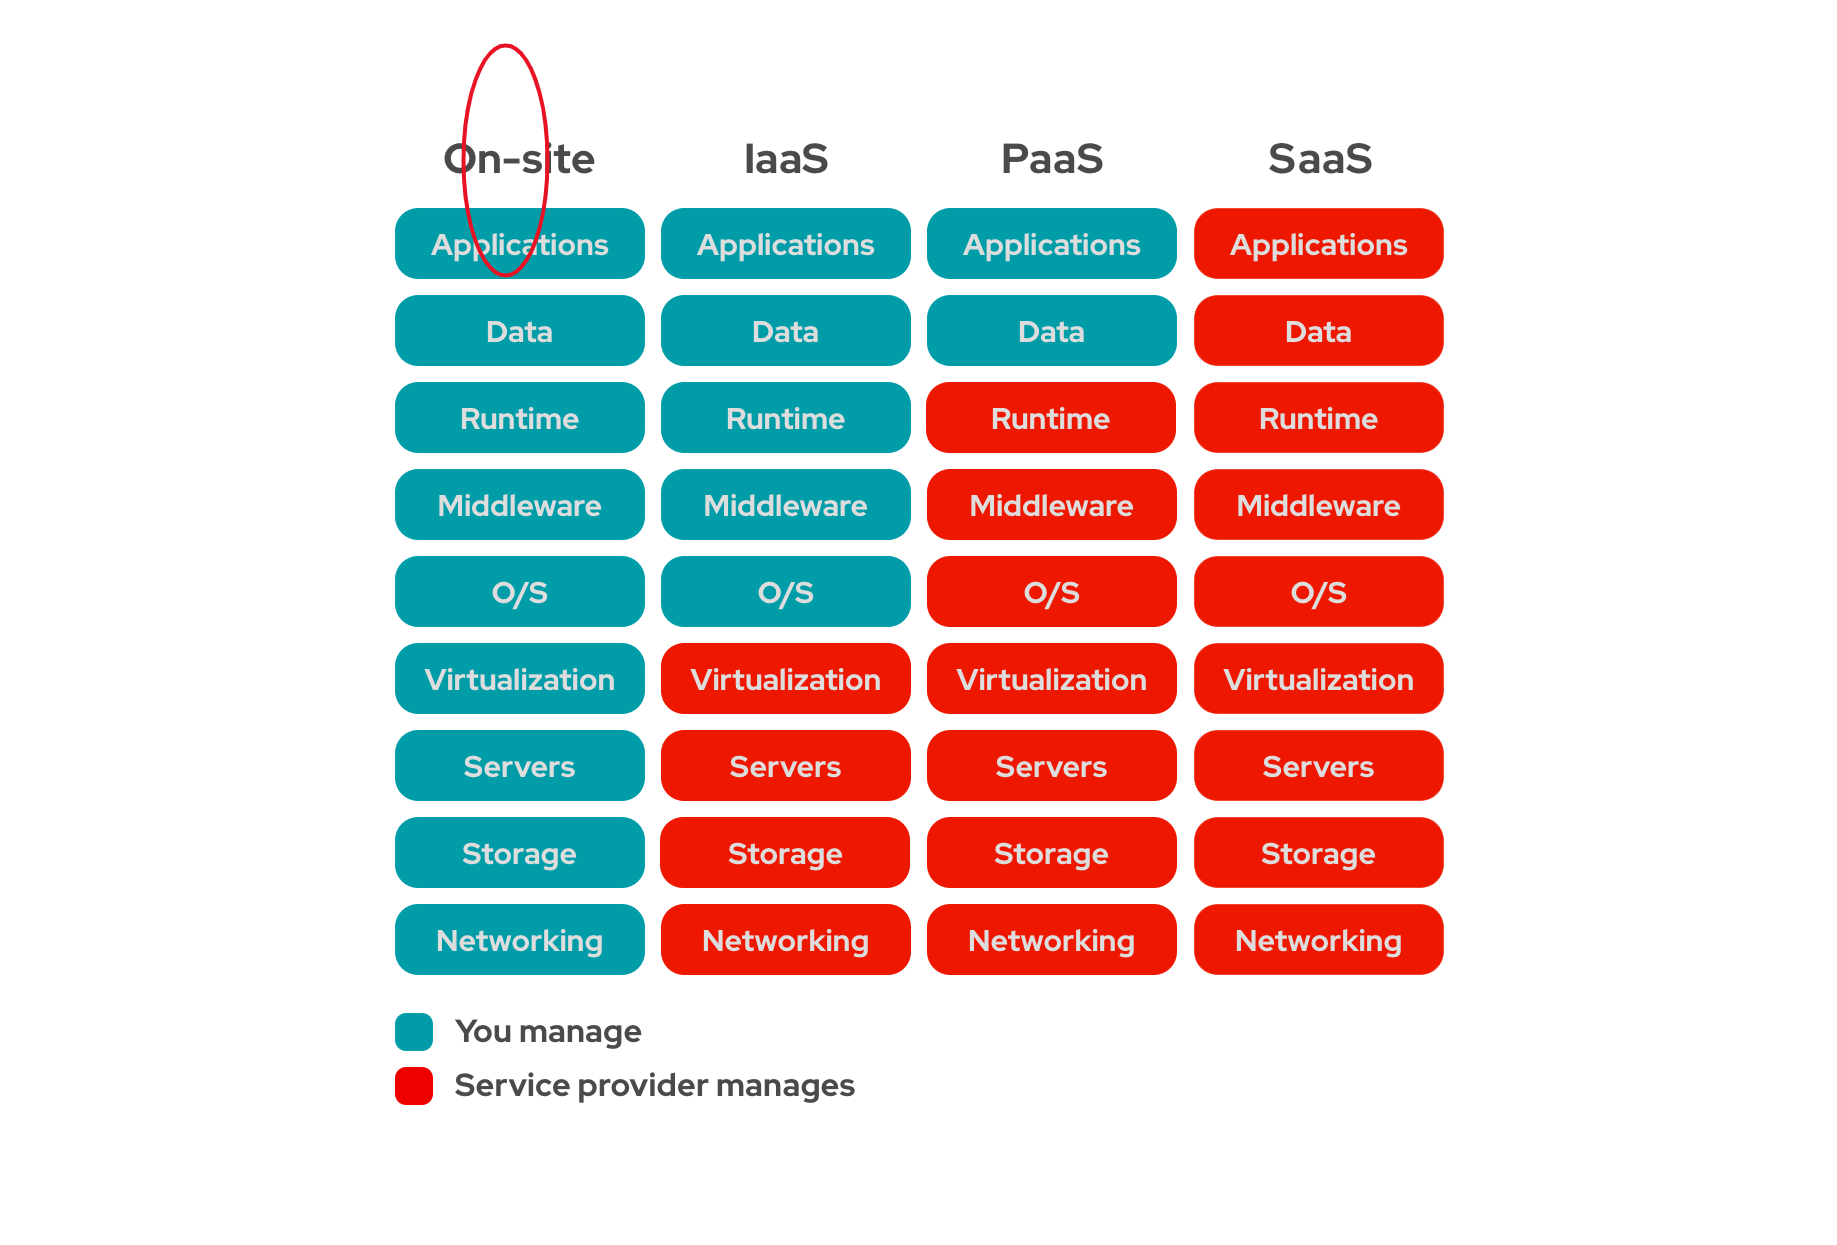 On-site IaaS PaaS SaaS
Applications Applications Applications Applications
Data Data Data Data
Runtime Runtime Runtime Runtime
Middleware Middleware Middleware Middleware
O/S O/S O/S O/S
Virtualization Virtualization Virtualization Virtualization
Servers Servers Servers Servers
Storage Storage Storage Storage
Networking Networking Networking Networking
You manage
Service provider manages